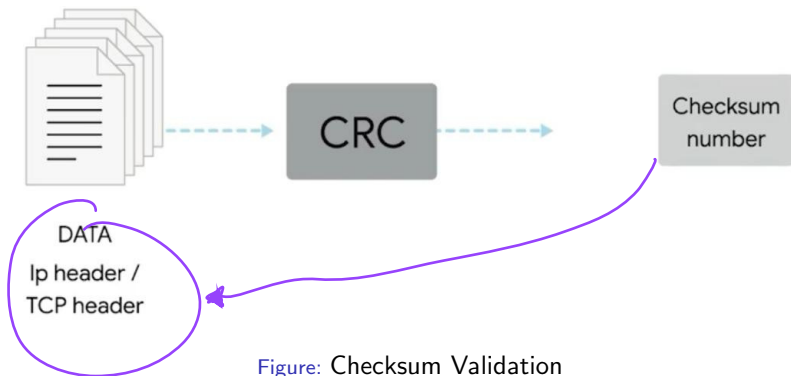 CRC
Checksum
number
DATA
Ip header /
TCP header
Figure: Checksum Validation